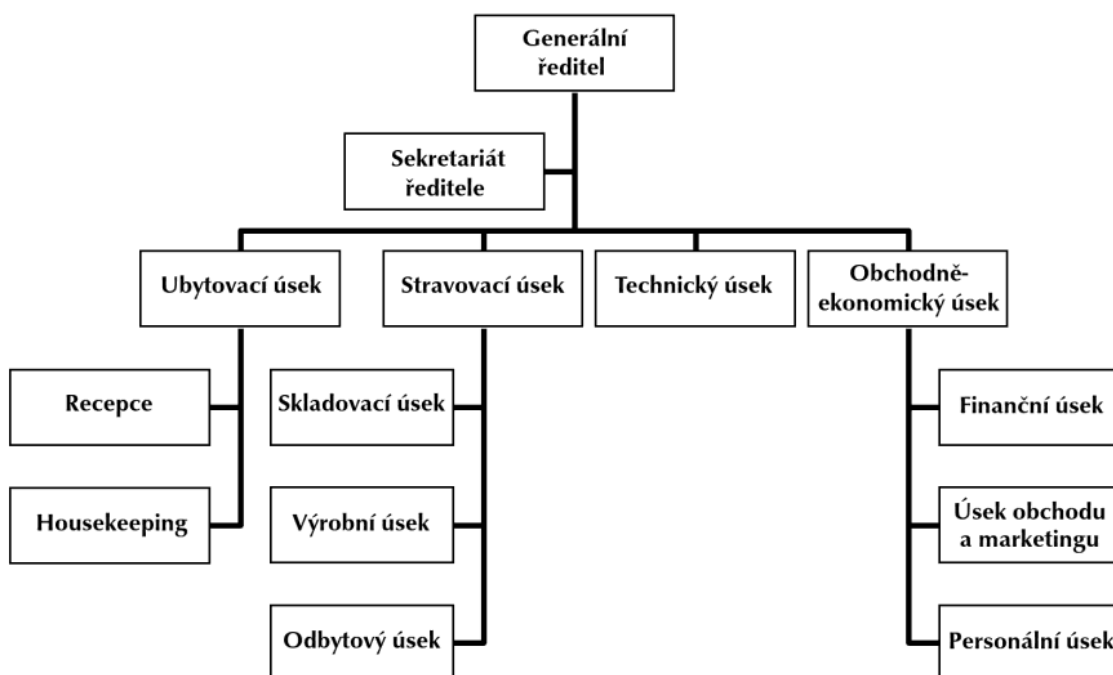 Generální
ředitel
Sekretariát
ředitele
Ubytovací úsek
Stravovací úsek
Technický úsek
Obchodně-
ekonomický úsek
Recepce
Skladovací úsek
Finanční úsek
Housekeeping
Výrobní úsek
Úsek obchodu
a marketingu
Odbytový úsek
Personální úsek